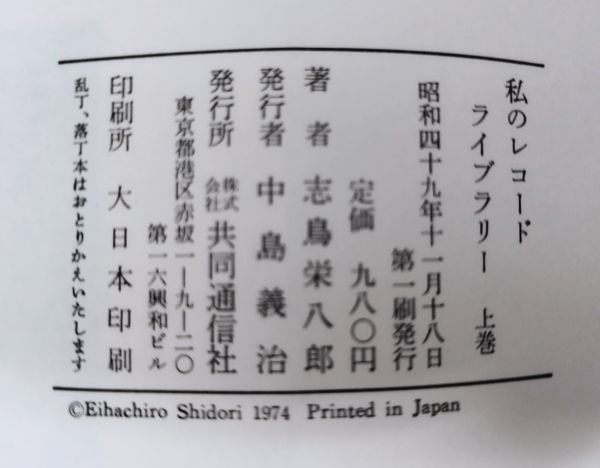 私のレコード
ライブラリー　上巻
昭和四十九年十一月十八日
第一刷発行
定価　九八〇円
著者　志鳥栄八郎
発行者　中島義治
発行所　株式会社共同通信社
東京都港区赤坂一ー九ー二〇
第一六興和ビル
印刷所　大日本印刷
乱丁、落丁本はおとりかえいたします
©Eihachiro Shidori 1974 Printed in Japan